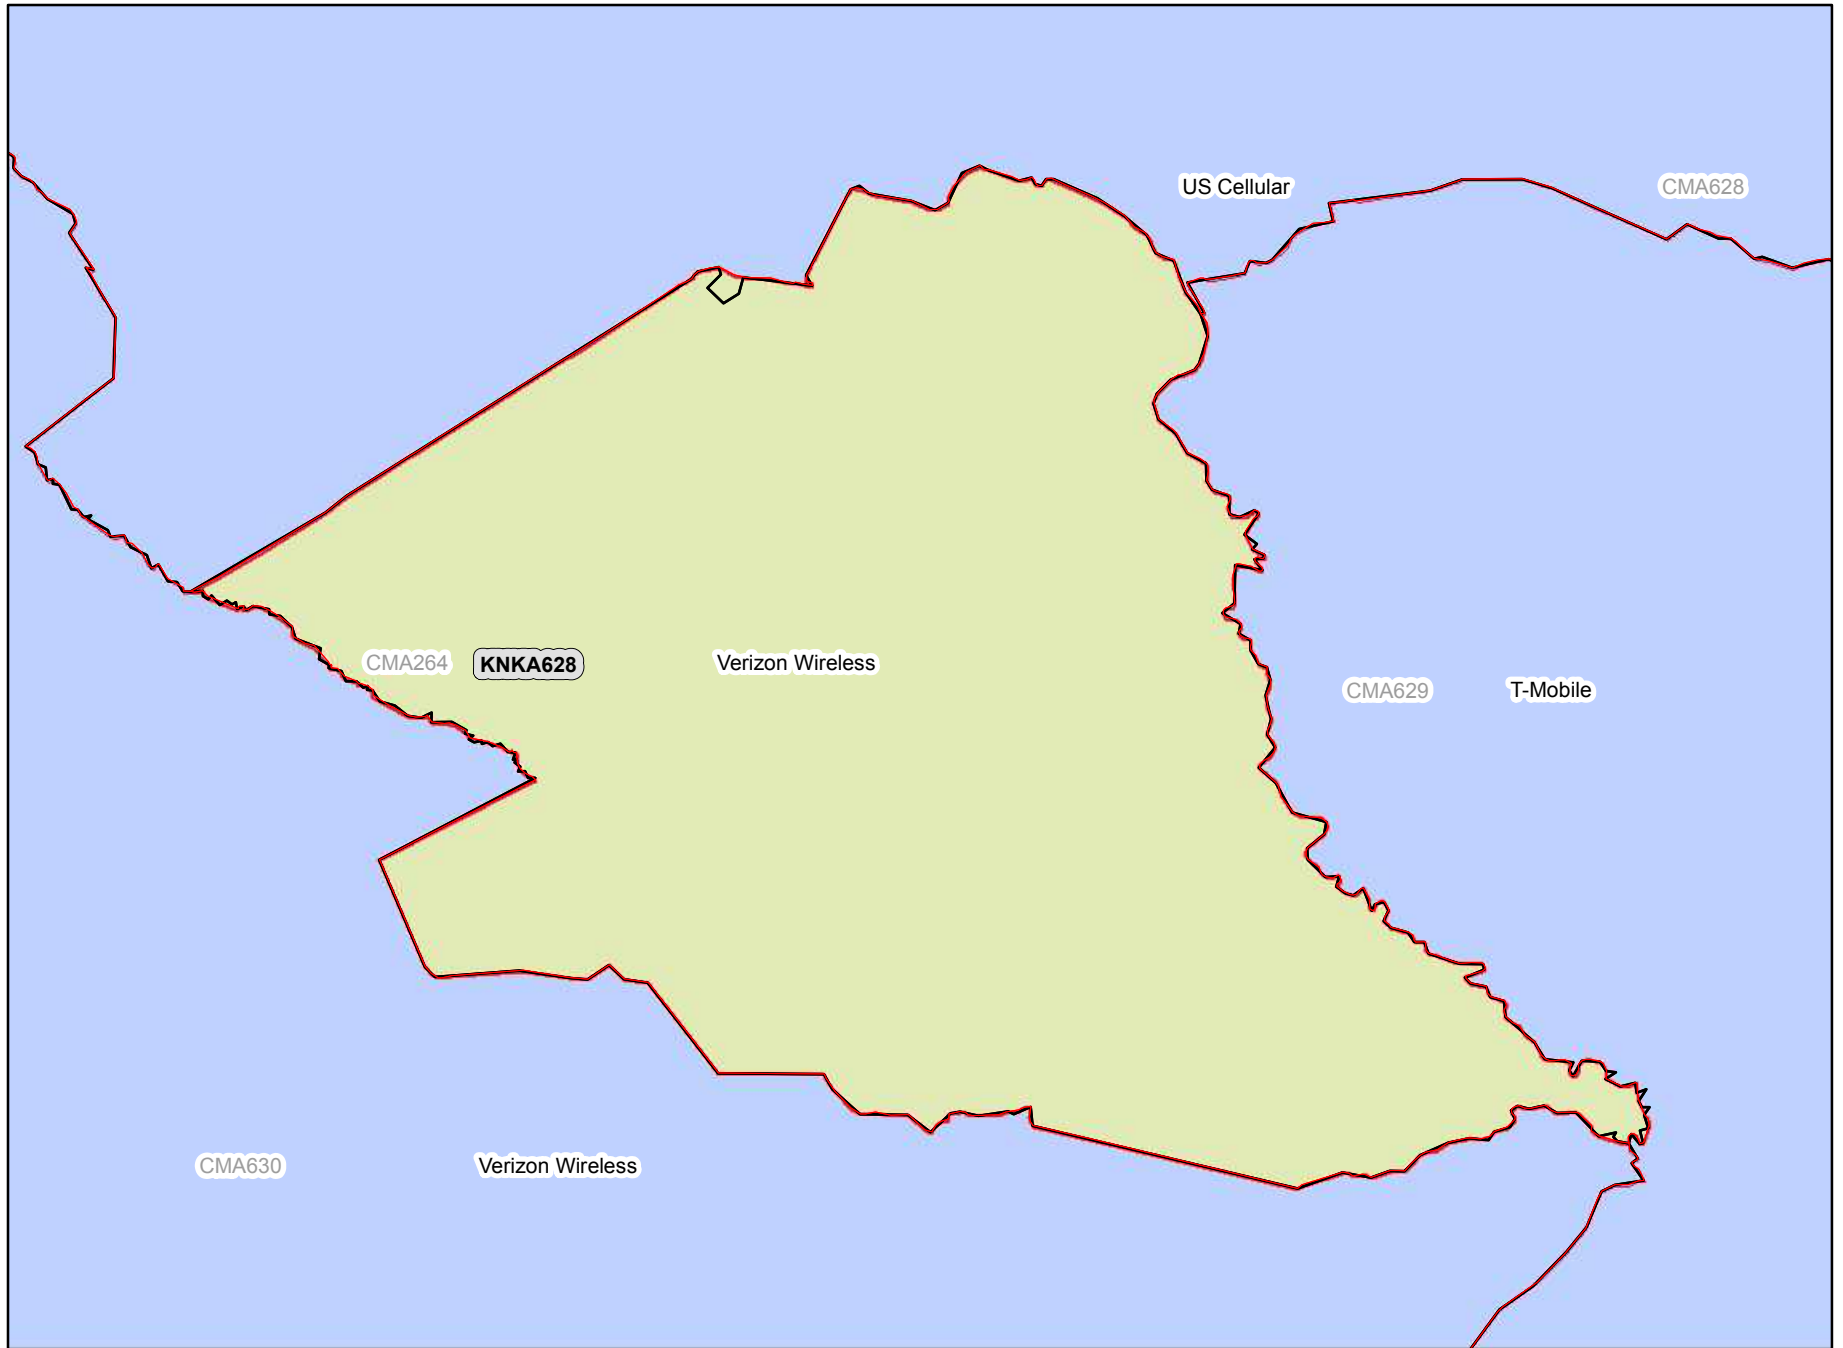 US Cellular
CMA628
CMA264
KNKA628
Verizon Wireless
CMA629
T-Mobile
CMA630
Verizon Wireless